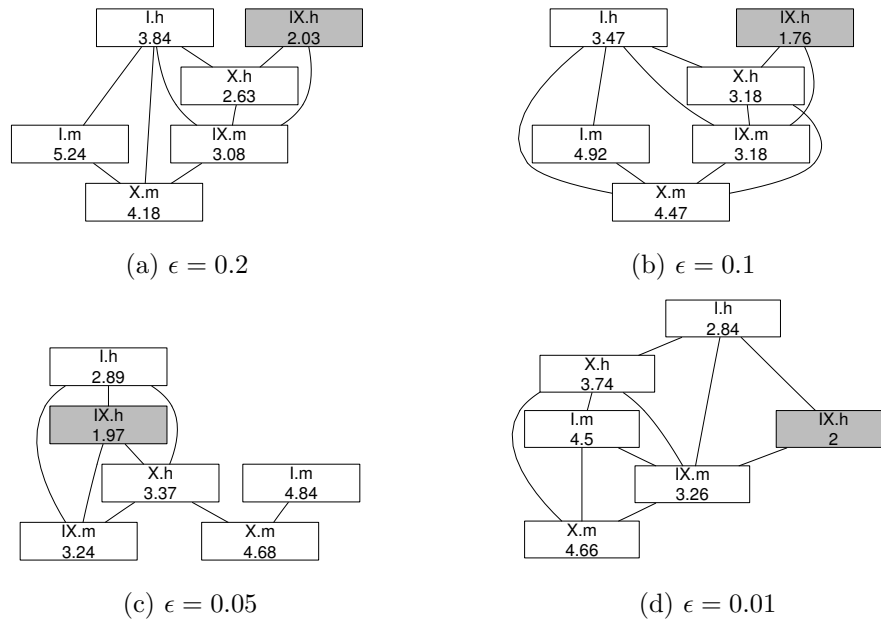 I.h
3.84
IX.h
2.03
X.h
2.63
I.m
5.24
IX.m
3.08
X.m
4.18
(a) ϵ = 0.2
I.h
3.47
IX.h
1.76
X.h
3.18
I.m
4.92
IX.m
3.18
X.m
4.47
(b) ϵ = 0.1
I.h
2.89
IX.h
1.97
X.h
3.37
I.m
4.84
IX.m
3.24
X.m
4.68
(c) ϵ = 0.05
I.h
2.84
X.h
3.74
I.m
4.5
IX.h
2
IX.m
3.26
X.m
4.66
(d) ϵ = 0.01